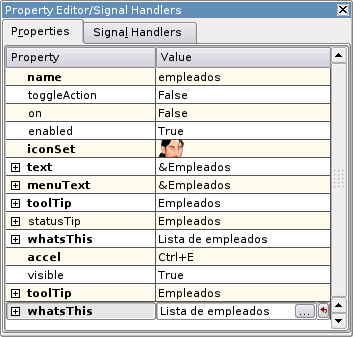 Property Editor/Signal Handlers
Properties Signal Handlers
Property Value
name empleados
toggleAction False
on False
enabled True
iconSet
text &Empleados
menuText &Empleados
toolTip Empleados
statusTip Empleados
whatsThis Lista de empleados
accel Ctrl+E
visible True
toolTip Empleados
whatsThis Lista de empleados ...